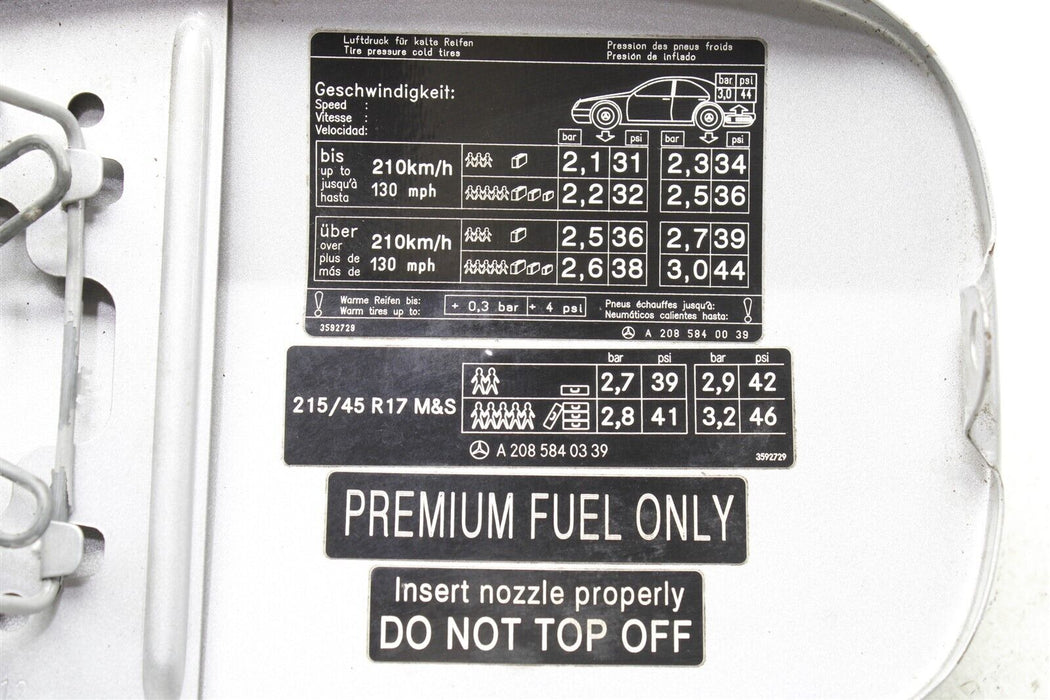 Luftdruck für kalte Reifen
Tire pressure cold tires
Pression des pneus froids
Presión de inflado
Geschwindigkeit:
Speed :
Vitesse :
Velocidad:
bar psi
3,0 44
bar psi bar psi
bis
up to
jusqu'à
hasta
210km/h
130 mph
2,1 31 2,3 34
2,2 32 2,5 36
über
over
plus de
más de
210km/h
130 mph
2,5 36 2,7 39
2,6 38 3,0 44
! Warme Reifen bis:
Warm tires up to:
+ 0,3 bar + 4 psi
Pneus échauffes jusqu'à:
Neumáticos calientes hasta: !
3592728
A 208 584 00 39
bar psi bar psi
215/45 R17 M&S
2,7 39 2,9 42
2,8 41 3,2 46
A 208 584 03 39
3592729
PREMIUM FUEL ONLY
Insert nozzle properly
DO NOT TOP OFF